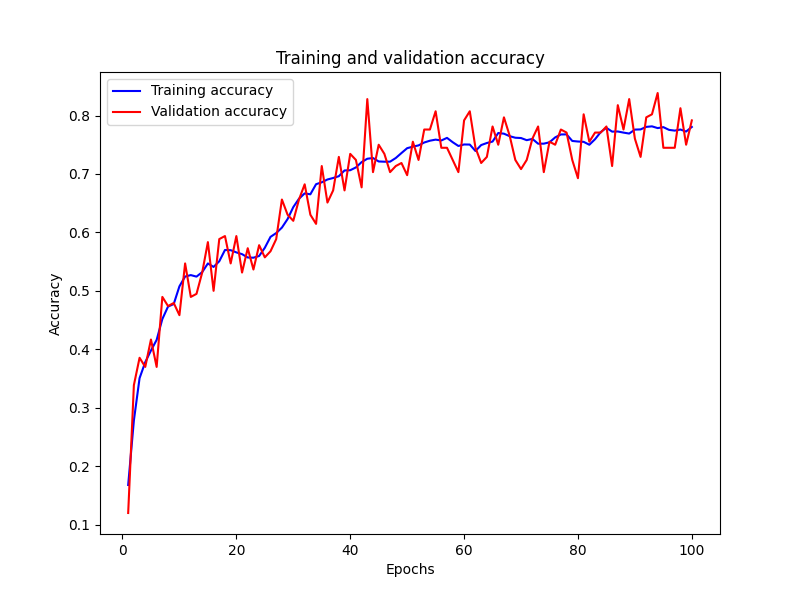 Training and validation accuracy
Training accuracy
Validation accuracy
0.8
0.7
0.6
0.5
0.4
0.3
0.2
0.1
Accuracy
0 20 40 60 80 100
Epochs